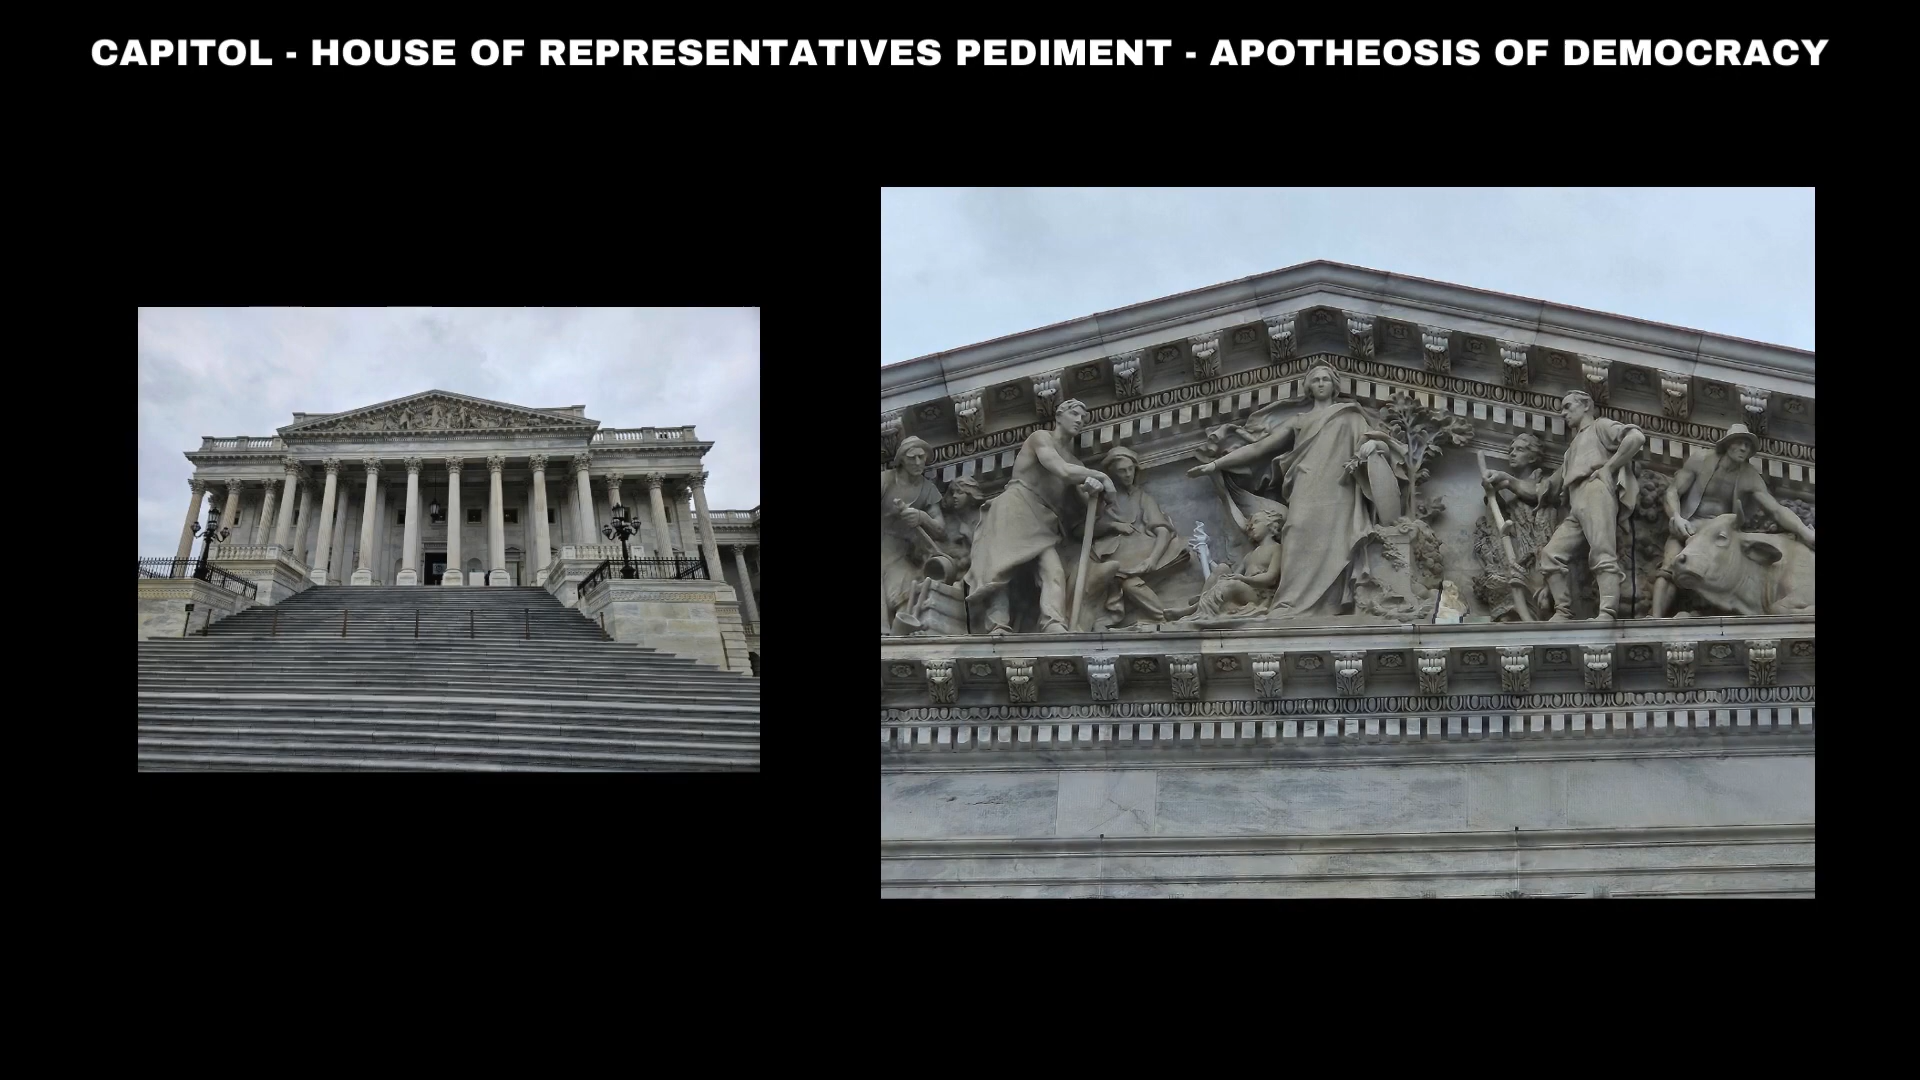 CAPITOL - HOUSE OF REPRESENTATIVES PEDIMENT - APOTHEOSIS OF DEMOCRACY